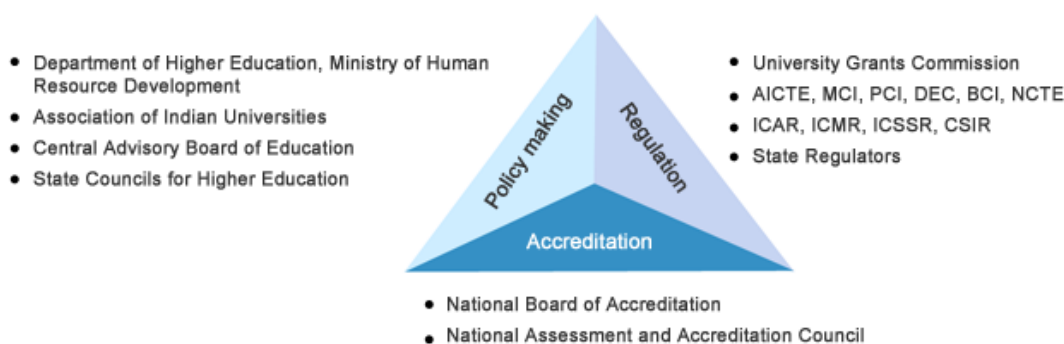 • Department of Higher Education, Ministry of Human
Resource Development
• Association of Indian Universities
• Central Advisory Board of Education
• State Councils for Higher Education
Policy making
Regulation
Accreditation
• University Grants Commission
• AICTE, MCI, PCI, DEC, BCI, NCTE
• ICAR, ICMR, ICSSR, CSIR
• State Regulators
• National Board of Accreditation
• National Assessment and Accreditation Council